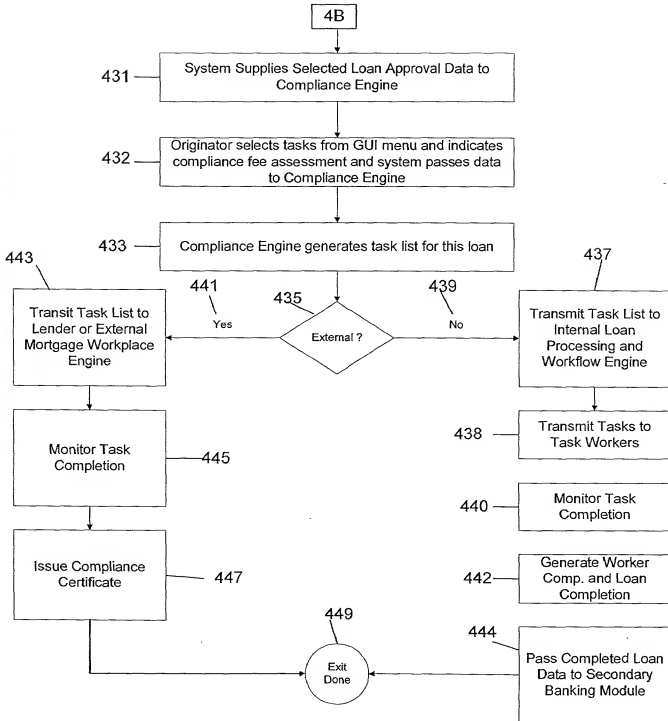 4B
431
System Supplies Selected Loan Approval Data to
Compliance Engine
432
Originator selects tasks from GUI menu and indicates
compliance fee assessment and system passes data
to Compliance Engine
433
Compliance Engine generates task list for this loan
443
441
435
439
437
Transit Task List to
Lender or External
Mortgage Workplace
Engine
Yes
External ?
No
Transmit Task List to
Internal Loan
Processing and
Workflow Engine
438
Transmit Tasks to
Task Workers
Monitor Task
Completion
445
440
Monitor Task
Completion
Issue Compliance
Certificate
447
442
Generate Worker
Comp. and Loan
Completion
449
Exit
Done
444
Pass Completed Loan
Data to Secondary
Banking Module